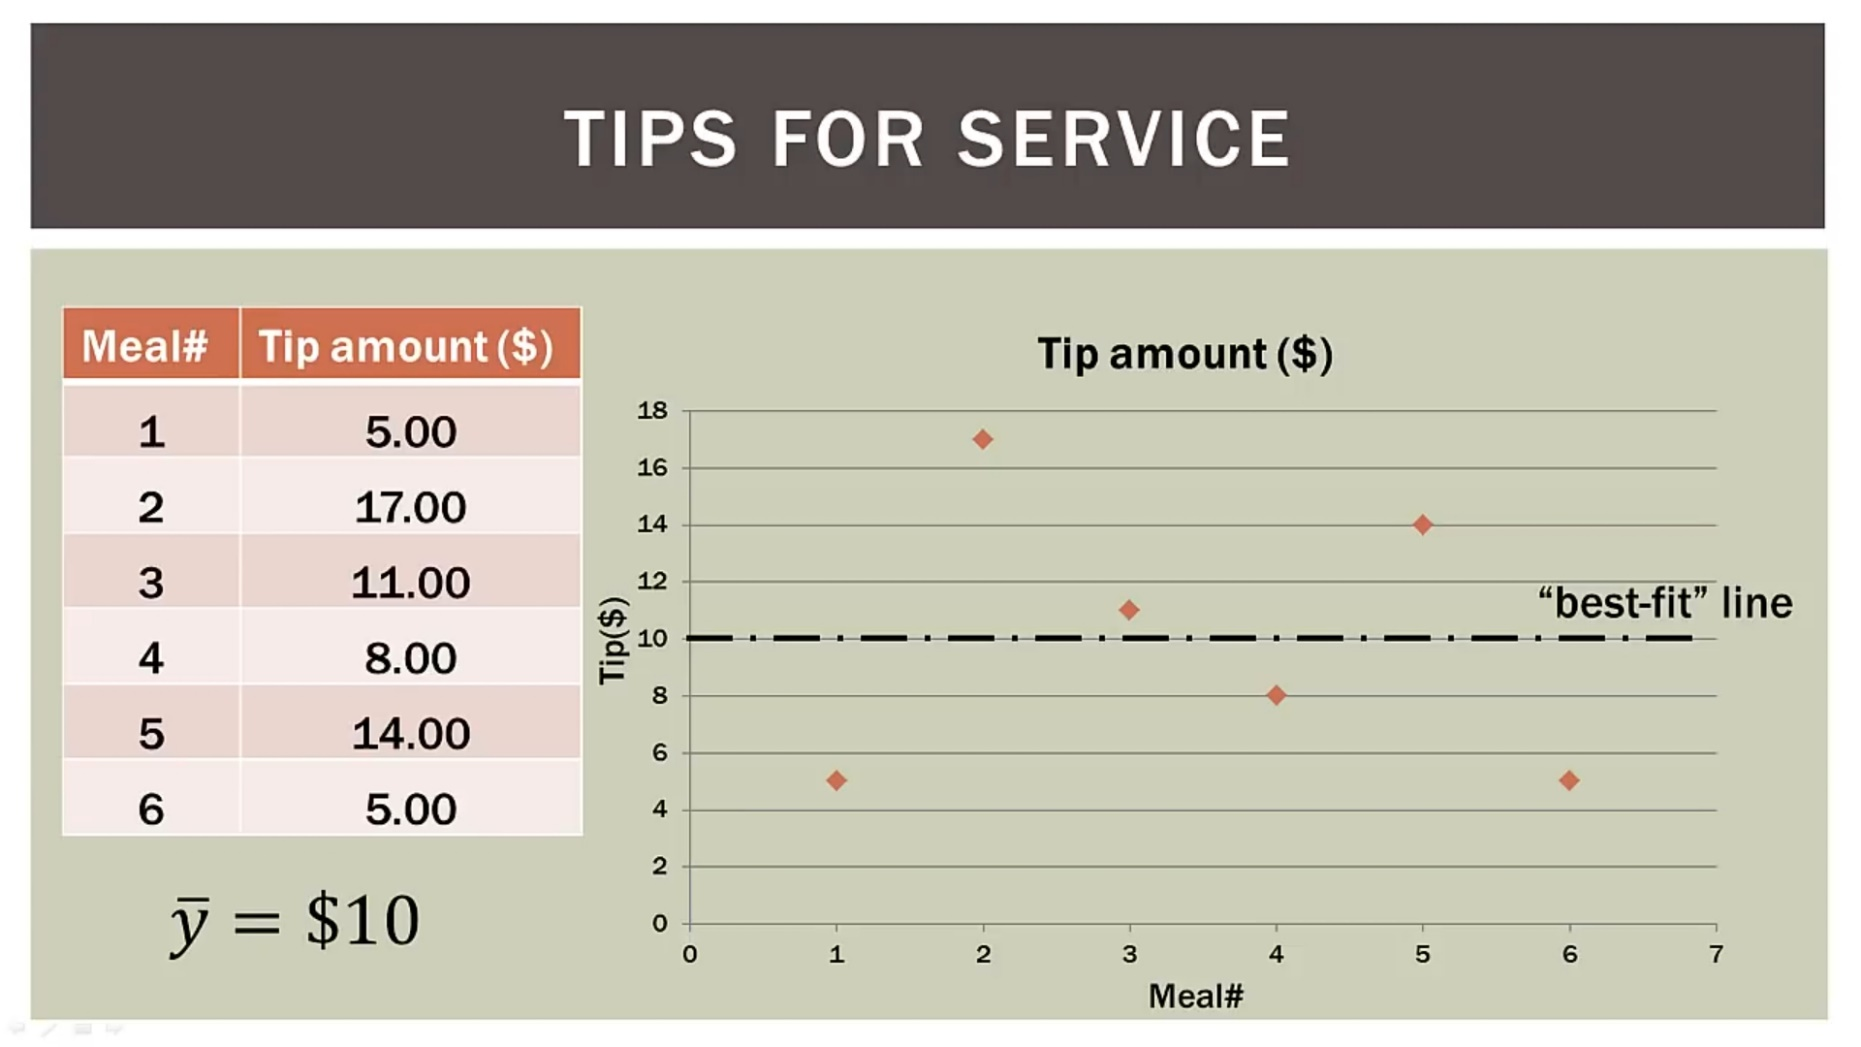 TIPS FOR SERVICE
Meal# Tip amount ($)
1 5.00
2 17.00
3 11.00
4 8.00
5 14.00
6 5.00
y̅ = $10
Tip amount ($)
18
16
14
12
10
8
6
4
2
0
Tip($)
“best-fit” line
0 1 2 3 4 5 6 7
Meal#